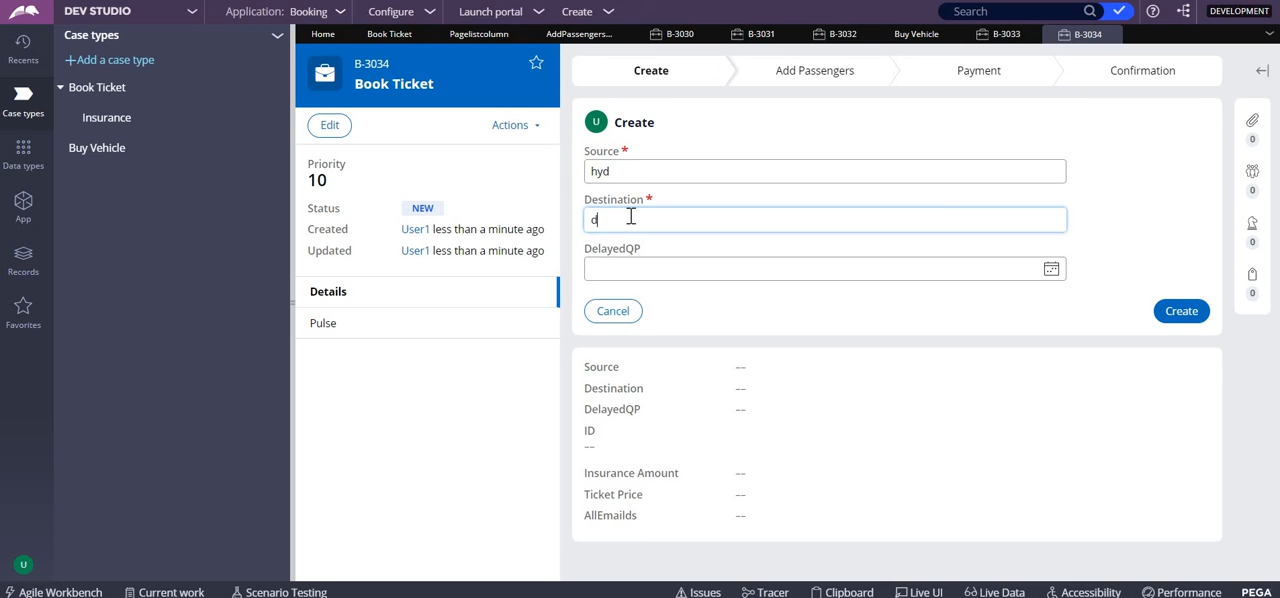 DEV STUDIO
Application: Booking
Configure
Launch portal
Create
Search
DEVELOPMENT
Recents
Case types
Data types
App
Records
Favorites
U
Case types
+Add a case type
Book Ticket
Insurance
Buy Vehicle
Home
Book Ticket
Pagelistcolumn
AddPassengers...
B-3030
B-3031
B-3032
Buy Vehicle
B-3033
B-3034
B-3034
Book Ticket
Edit
Actions
Priority
10
Status NEW
Created User1 less than a minute ago
Updated User1 less than a minute ago
Details
Pulse
Create
Add Passengers
Payment
Confirmation
U Create
Source *
hyd
Destination *
d
DelayedQP
Cancel
Create
Source --
Destination --
DelayedQP --
ID
--
Insurance Amount --
Ticket Price --
AllEmailds --
0
0
0
0
Agile Workbench
Current work
Scenario Testing
Issues
Tracer
Clipboard
Live UI
Live Data
Accessibility
Performance
PEGA